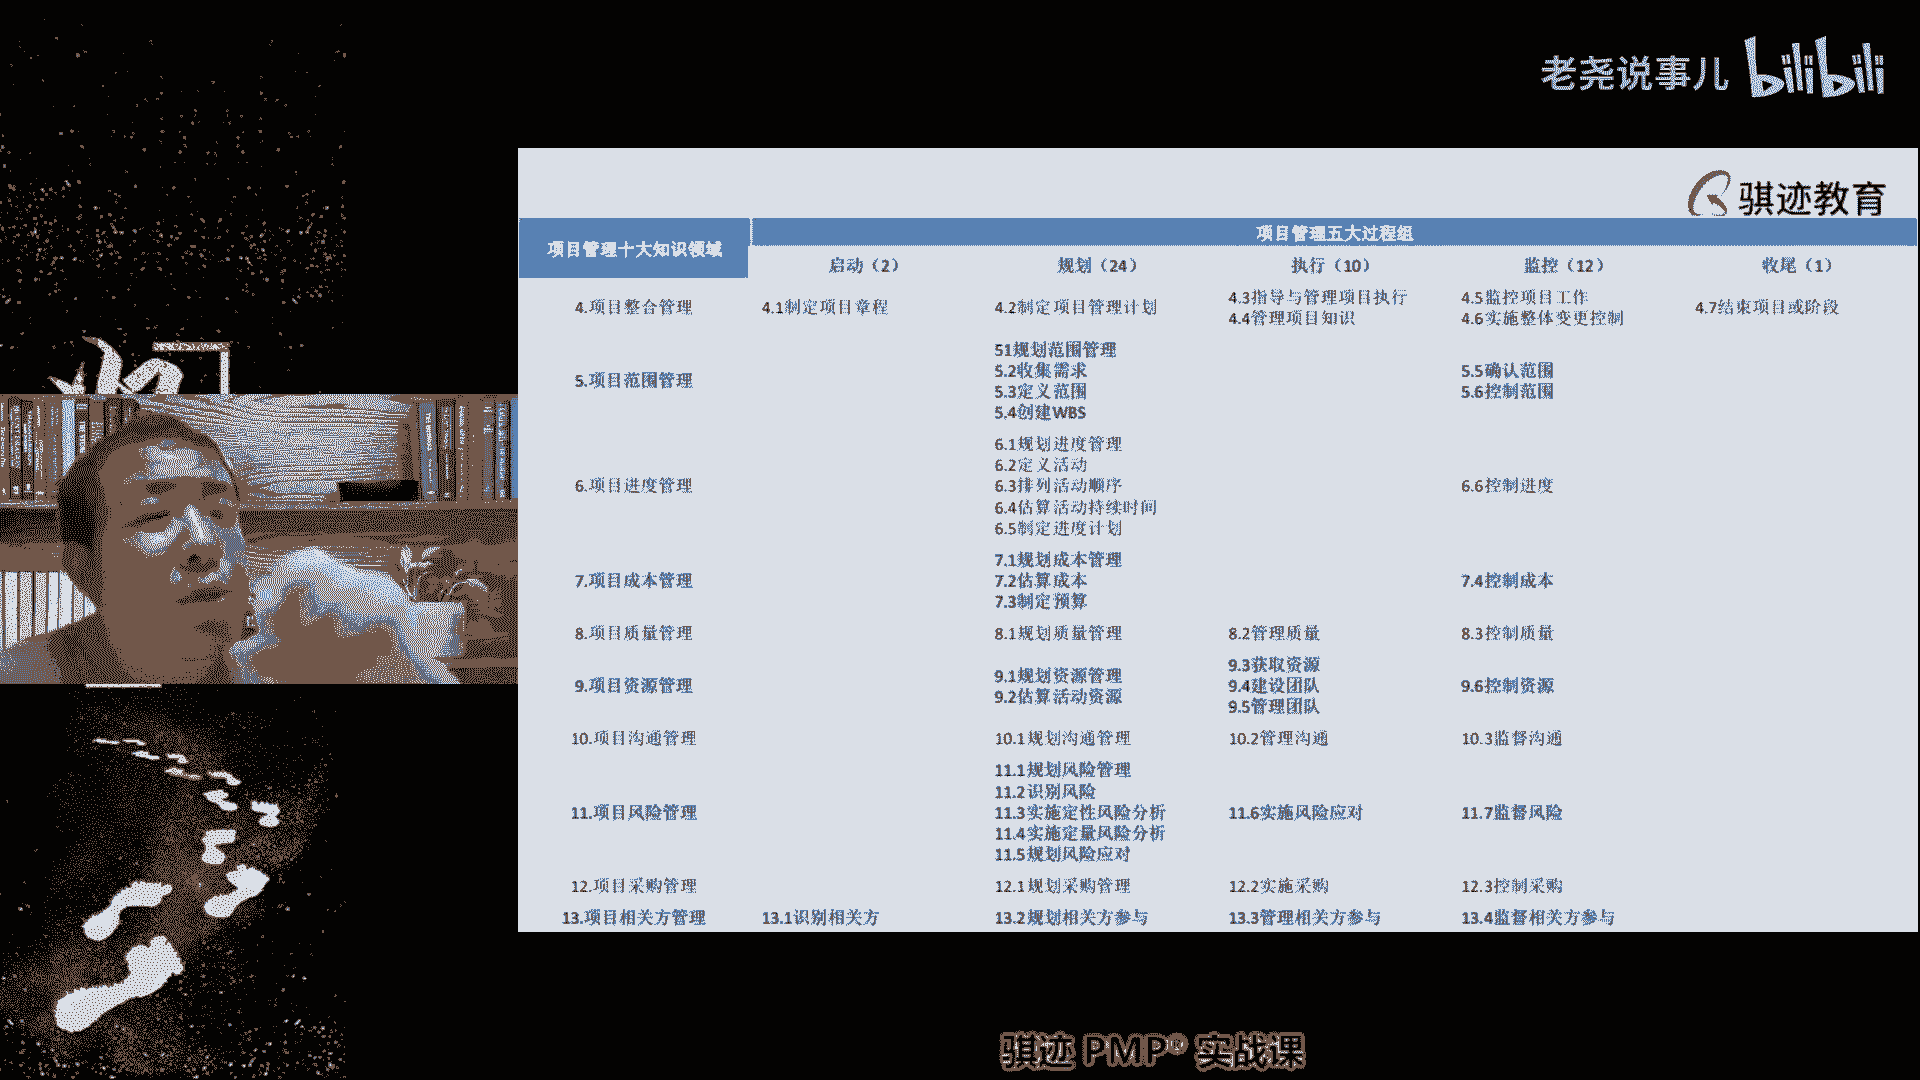 老尧说事儿 bilibili
骐迹教育
项目管理十大知识领域 项目管理五大过程组
启动（2） 规划（24） 执行（10） 监控（12） 收尾（1）
4.项目整合管理 4.1制定项目章程 4.2制定项目管理计划 4.3指导与管理项目执行 4.5监控项目工作 4.7结束项目或阶段
4.4管理项目知识 4.6实施整体变更控制
5.项目范围管理 51规划范围管理
5.2收集需求 5.5确认范围
5.3定义范围 5.6控制范围
5.4创建WBS
6.项目进度管理 6.1规划进度管理
6.2定义活动
6.3排列活动顺序 6.6控制进度
6.4估算活动持续时间
6.5制定进度计划
7.项目成本管理 7.1规划成本管理
7.2估算成本 7.4控制成本
7.3制定预算
8.项目质量管理 8.1规划质量管理 8.2管理质量 8.3控制质量
9.项目资源管理 9.1规划资源管理 9.3获取资源 9.6控制资源
9.2估算活动资源 9.4建设团队
9.5管理团队
10.项目沟通管理 10.1规划沟通管理 10.2管理沟通 10.3监督沟通
11.项目风险管理 11.1规划风险管理
11.2识别风险
11.3实施定性风险分析 11.6实施风险应对 11.7监督风险
11.4实施定量风险分析
11.5规划风险应对
12.项目采购管理 12.1规划采购管理 12.2实施采购 12.3控制采购
13.项目相关方管理 13.1识别相关方 13.2规划相关方参与 13.3管理相关方参与 13.4监督相关方参与
骐迹 PMP® 实战课